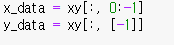 x_data = xy[:, 0:-1]
y_data = xy[:, [-1]]